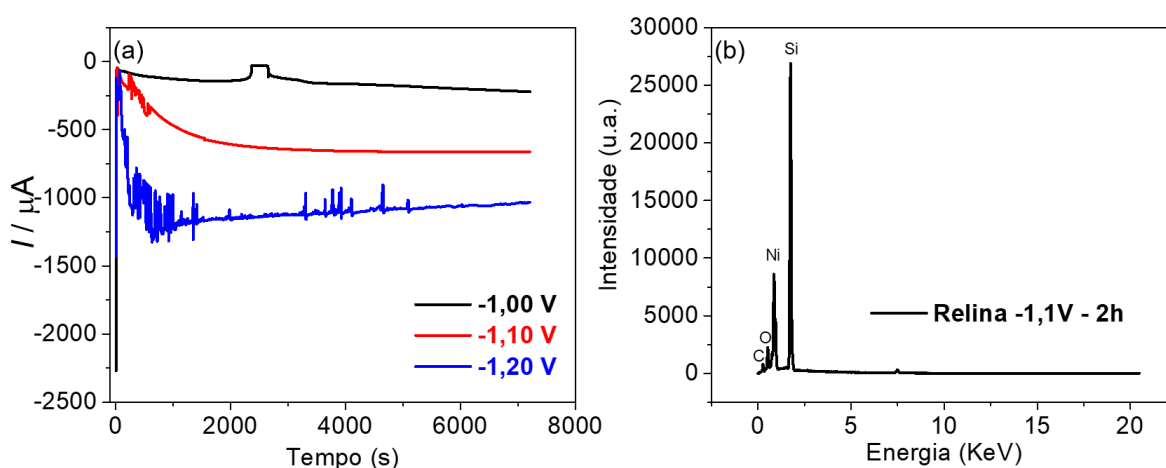 (a)
0
-500
-1000
-1500
-2000
-2500
I / µA
0 2000 4000 6000 8000
Tempo (s)
-1,00 V
-1,10 V
-1,20 V
(b)
30000
25000
20000
15000
10000
5000
0
Intensidade (u.a.)
Si
Ni
O
C
Relina -1,1V - 2h
0 5 10 15 20
Energia (KeV)